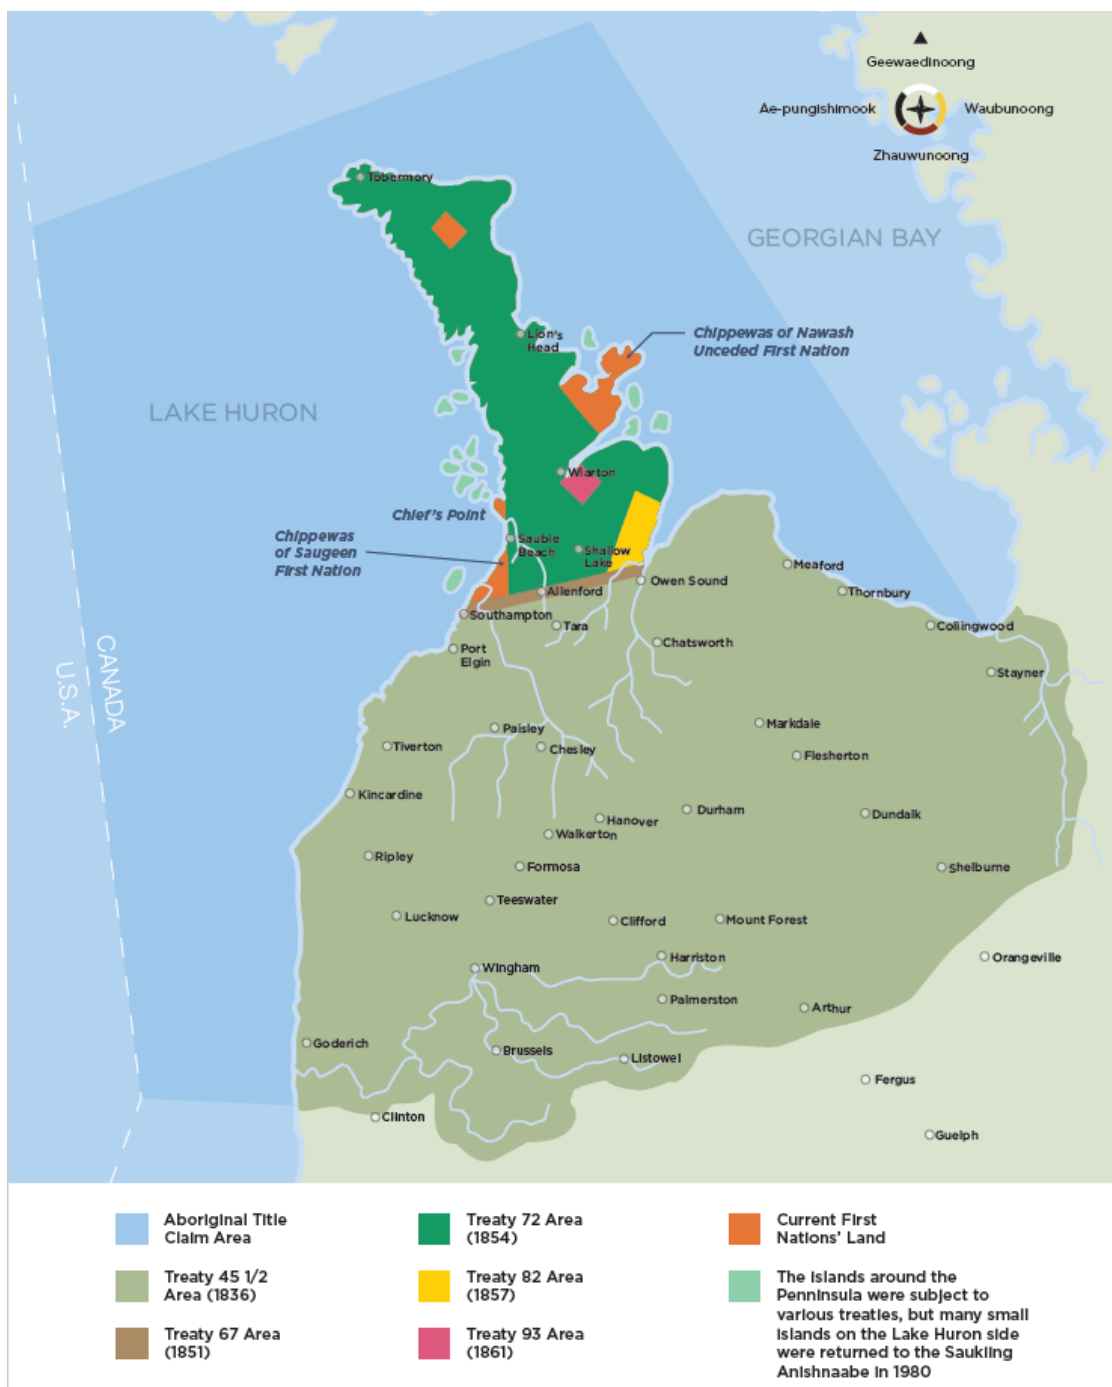 Geewaedinoong
Ae-pungishimook
Waubunoong
Zhauwunoong
Tobermory
GEORGIAN BAY
Lion's
Head
Chippewas of Nawash
Unceded First Nation
LAKE HURON
Wiarton
Chief's Point
Chippewas
of Saugeen
First Nation
Sauble
Beach
Shallow
Lake
Owen Sound
Meaford
Allenford
Thornbury
Southampton
Tara
Collingwood
Port
Elgin
Chatsworth
CANADA
U.S.A.
Stayner
Paisley
Markdale
Tiverton
Chesley
Flesherton
Kincardine
Durham
Hanover
Dundalk
Walkerton
Ripley
Formosa
Shelburne
Teeswater
Lucknow
Clifford
Mount Forest
Harriston
Orangeville
Wingham
Palmerston
Arthur
Goderich
Brussels
Listowel
Fergus
Clinton
Guelph
Aboriginal Title
Claim Area
Treaty 45 1/2
Area (1836)
Treaty 67 Area
(1851)
Treaty 72 Area
(1854)
Treaty 82 Area
(1857)
Treaty 93 Area
(1861)
Current First
Nations' Land
The islands around the
Penninsula were subject to
various treaties, but many small
islands on the Lake Huron side
were returned to the Saukiing
Anishnaabe in 1980